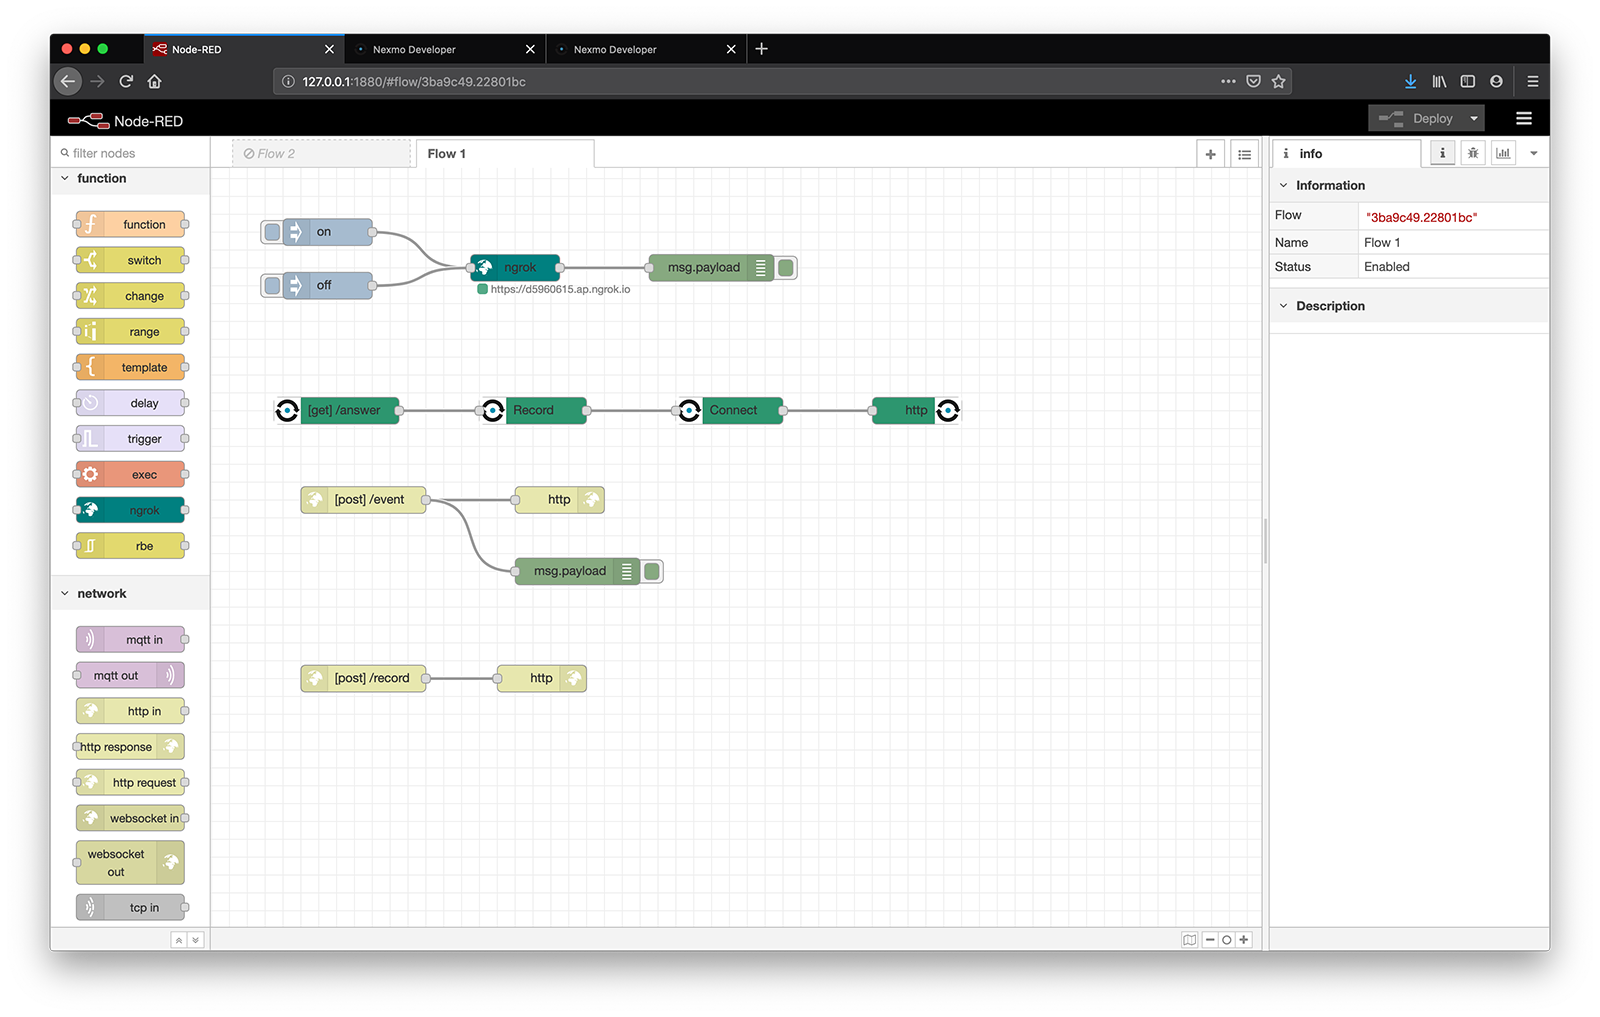 Node-RED
Nexmo Developer
Nexmo Developer
127.0.0.1:1880/#flow/3ba9c49.22801bc
Node-RED
Deploy
filter nodes
Flow 2
Flow 1
info
function
function
switch
change
range
template
delay
trigger
exec
ngrok
rbe
network
mqtt in
mqtt out
http in
http response
http request
websocket in
websocket
out
tcp in
on
off
ngrok
https://d5960615.ap.ngrok.io
msg.payload
[get] /answer
Record
Connect
http
[post] /event
http
msg.payload
[post] /record
http
Information
Flow "3ba9c49.22801bc"
Name Flow 1
Status Enabled
Description